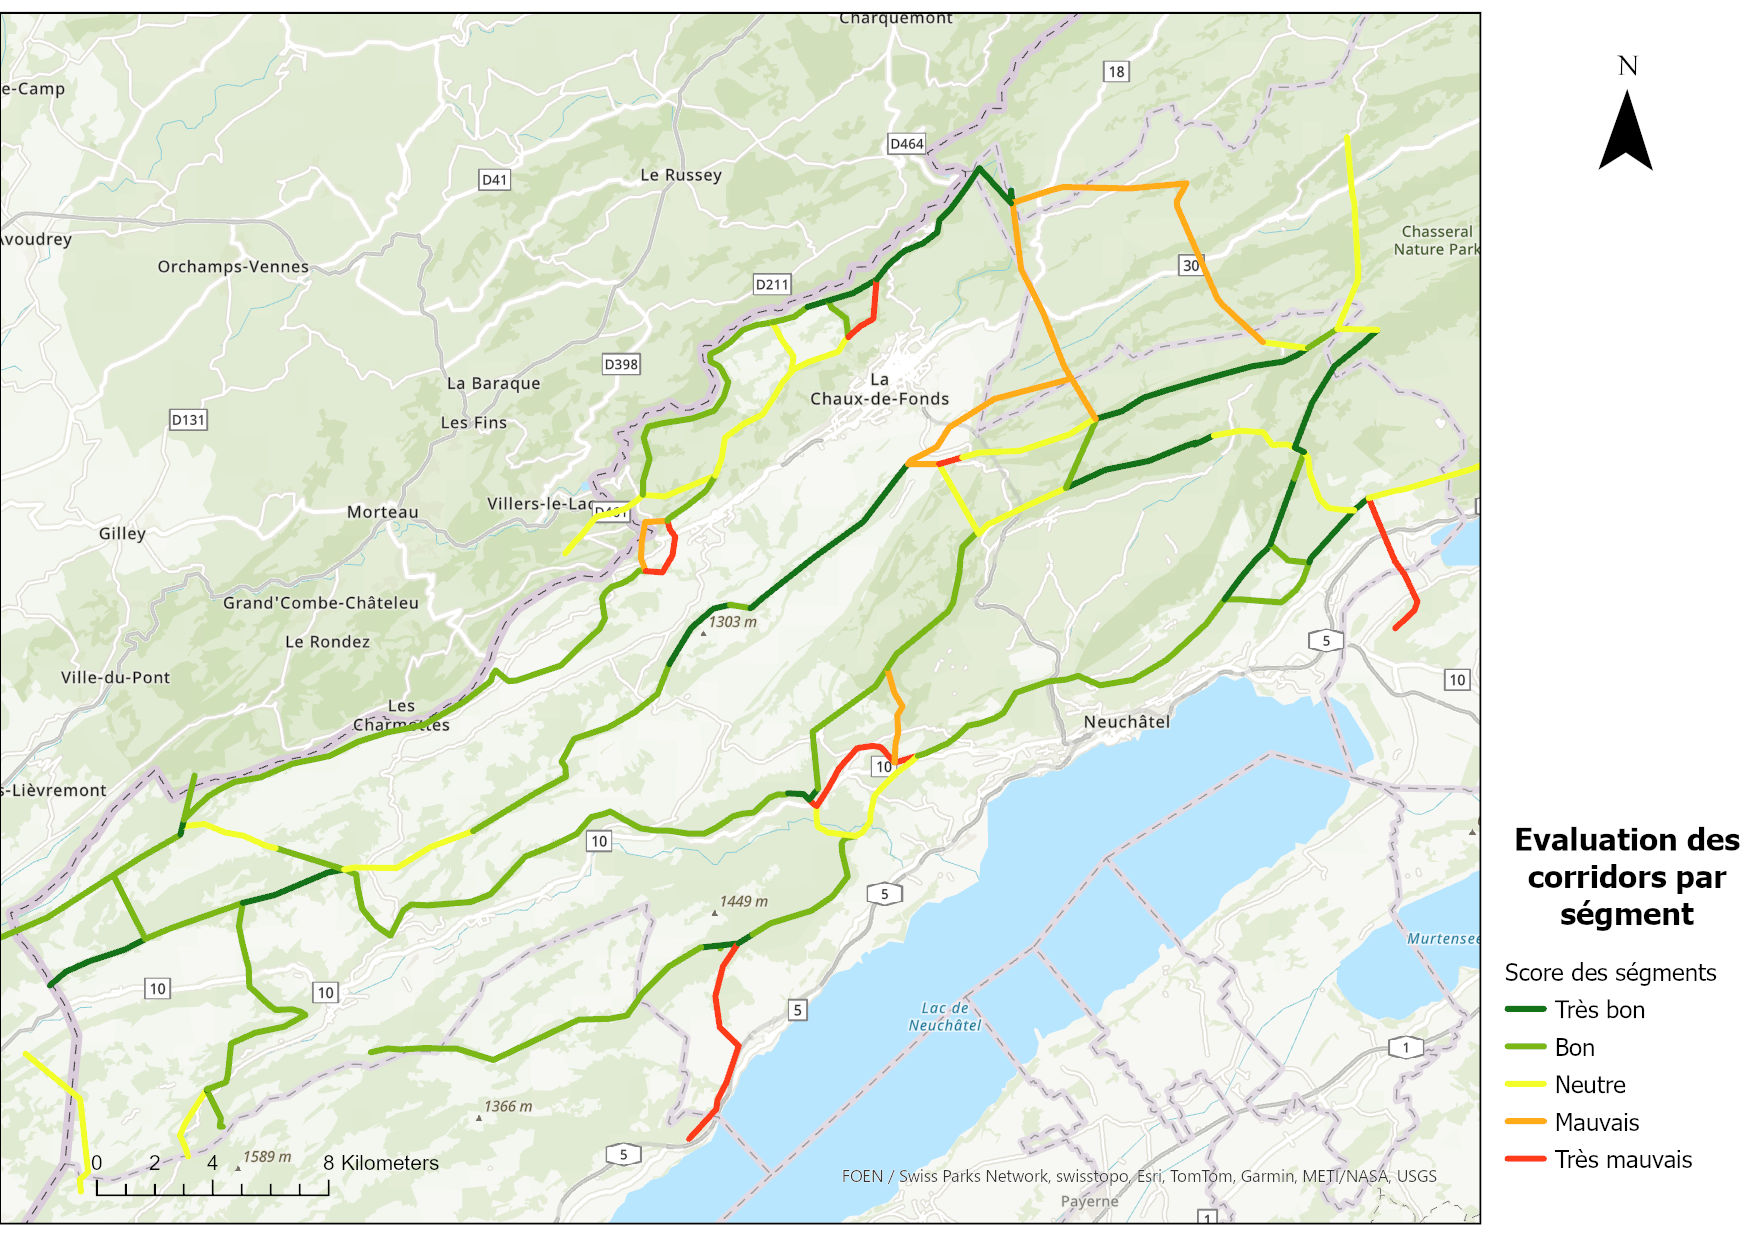 Charquemont
N
18
e-Camp
D464
D41
Le Russey
Avoudrey
Chasseral
Nature Park
Orchamps-Vennes
30
D211
D398
La Baraque
La
Chaux-de-Fonds
D131
Les Fins
Villers-le-Lac
Morteau
Gilley
Grand'Combe-Châteleu
1303 m
Le Rondez
5
Ville-du-Pont
10
Les
Charmottes
Neuchâtel
10
s-Lièvremont
10
Evaluation des
corridors par
ségment
5
1449 m
Murtensee
Score des ségments
10
10
5
Lac de
Neuchâtel
Très bon
1
Bon
Neutre
1366 m
Mauvais
5
1589 m
0 2 4 8 Kilometers
Très mauvais
FOEN / Swiss Parks Network, swisstopo, Esri, TomTom, Garmin, METI/NASA, USGS
Payerne
1